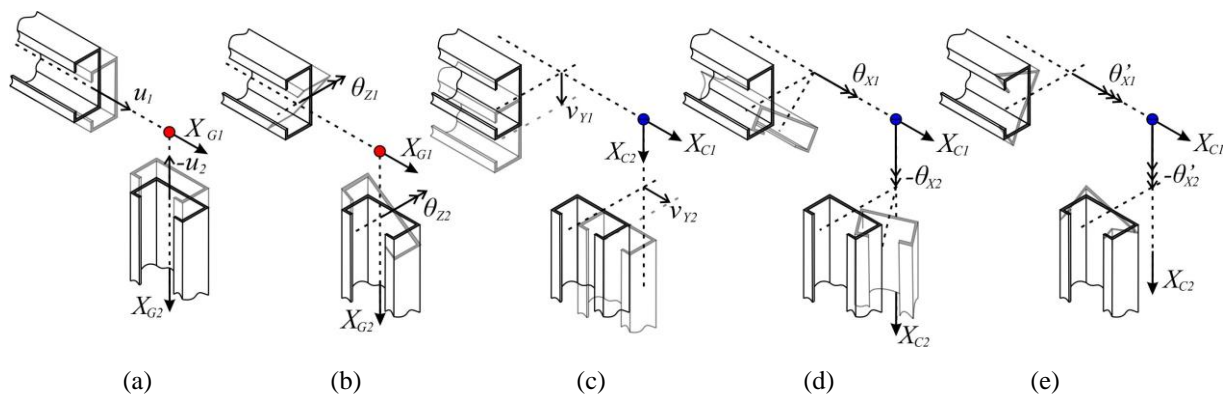 u1
XG1
-u2
XG2
(a)
θZ1
XG1
θZ2
XG2
(b)
vY1
XC2
XC1
vY2
(c)
θX1
XC1
-θX2
XC2
(d)
θ'X1
XC1
-θ'X2
XC2
(e)